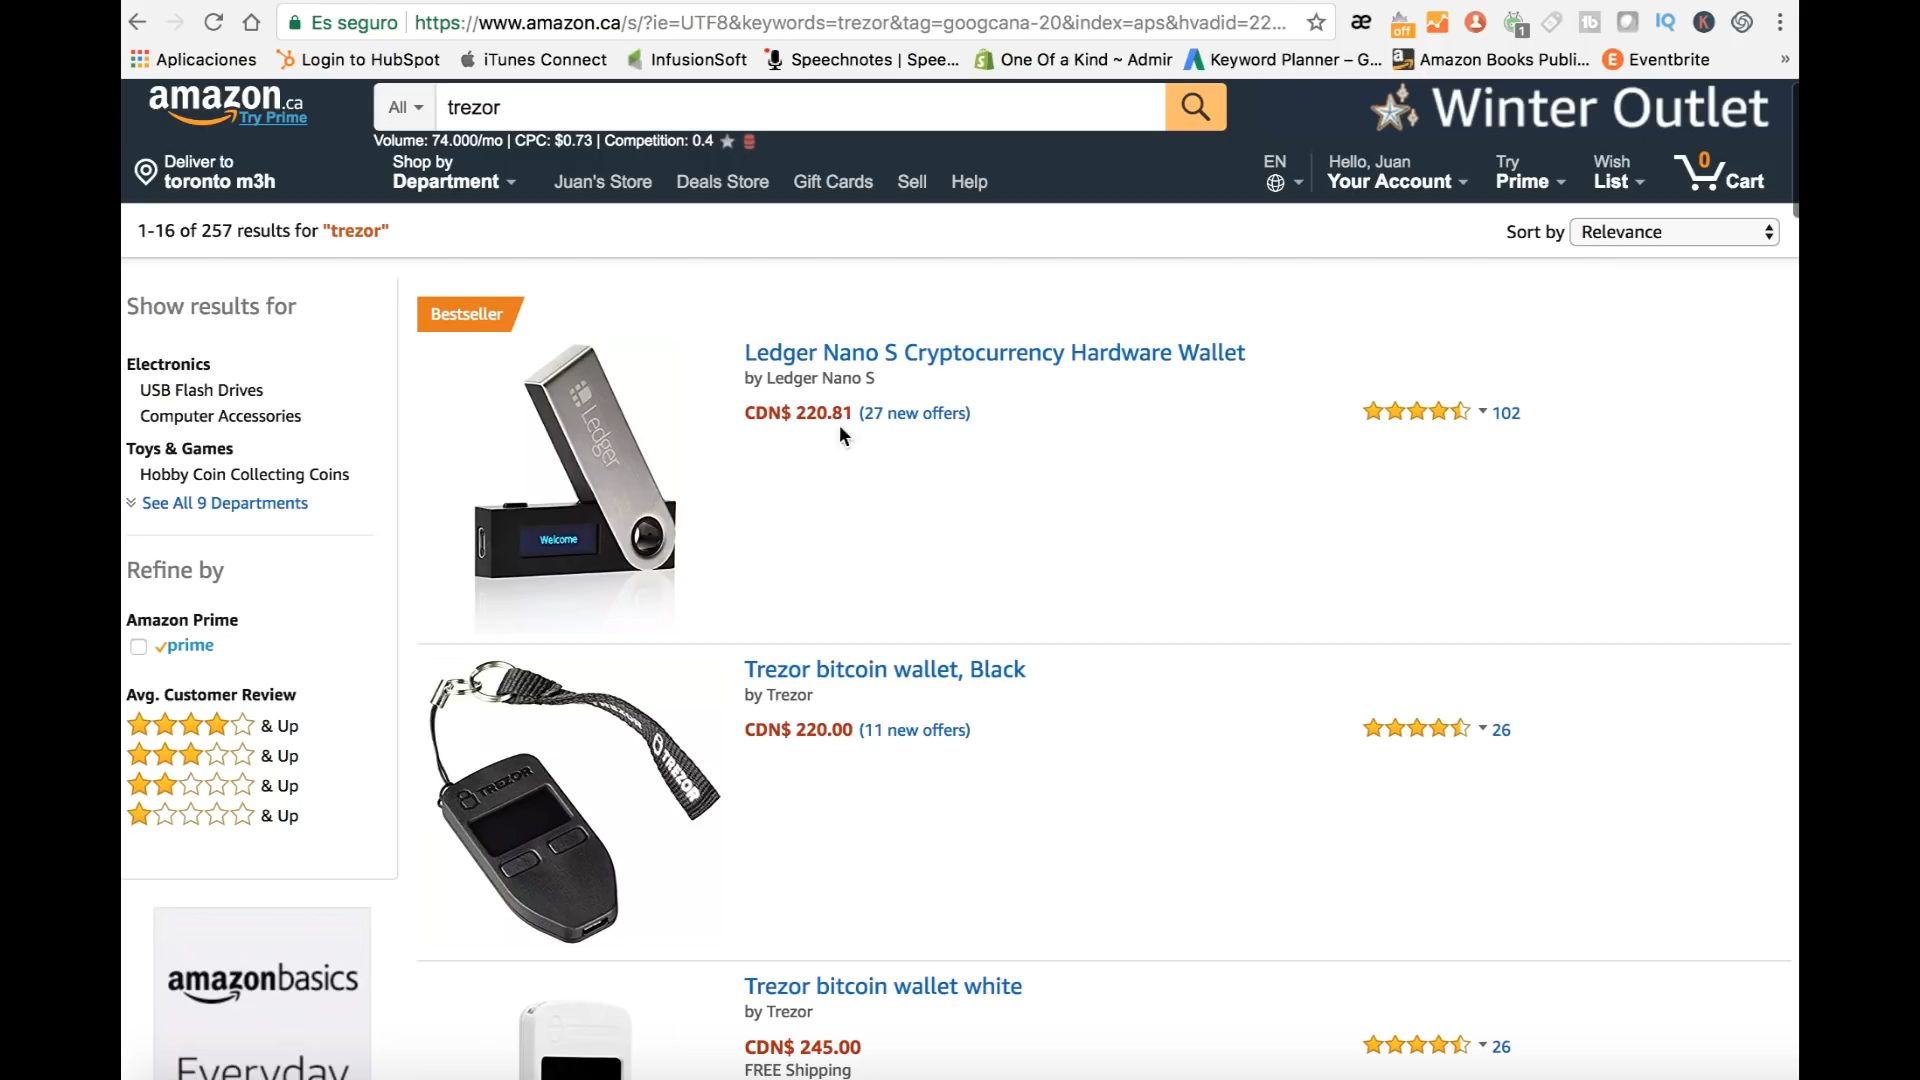 Es seguro https://www.amazon.ca/s/?ie=UTF8&keywords=trezor&tag=googcana-20&index=aps&hvadid=22... æ off 1 tb IQ K
Aplicaciones Login to HubSpot iTunes Connect InfusionSoft Speechnotes | Spee... One Of a Kind ~ Admir Keyword Planner – G... Amazon Books Publi... Eventbrite »
amazon.ca
Try Prime
All
trezor
Winter Outlet
Volume: 74.000/mo | CPC: $0.73 | Competition: 0.4
Deliver to
toronto m3h
Shop by
Department
Juan's Store Deals Store Gift Cards Sell Help
EN
Hello, Juan
Your Account
Try
Prime
Wish
List
0
Cart
1-16 of 257 results for "trezor"
Sort by Relevance
Show results for
Electronics
USB Flash Drives
Computer Accessories
Toys & Games
Hobby Coin Collecting Coins
See All 9 Departments
Refine by
Amazon Prime
prime
Avg. Customer Review
& Up
& Up
& Up
& Up
amazonbasics
Everyday
Bestseller
Ledger
Welcome
Ledger Nano S Cryptocurrency Hardware Wallet
by Ledger Nano S
CDN$ 220.81 (27 new offers)
102
TREZOR
TREZOR
Trezor bitcoin wallet, Black
by Trezor
CDN$ 220.00 (11 new offers)
26
Trezor bitcoin wallet white
by Trezor
CDN$ 245.00
FREE Shipping
26